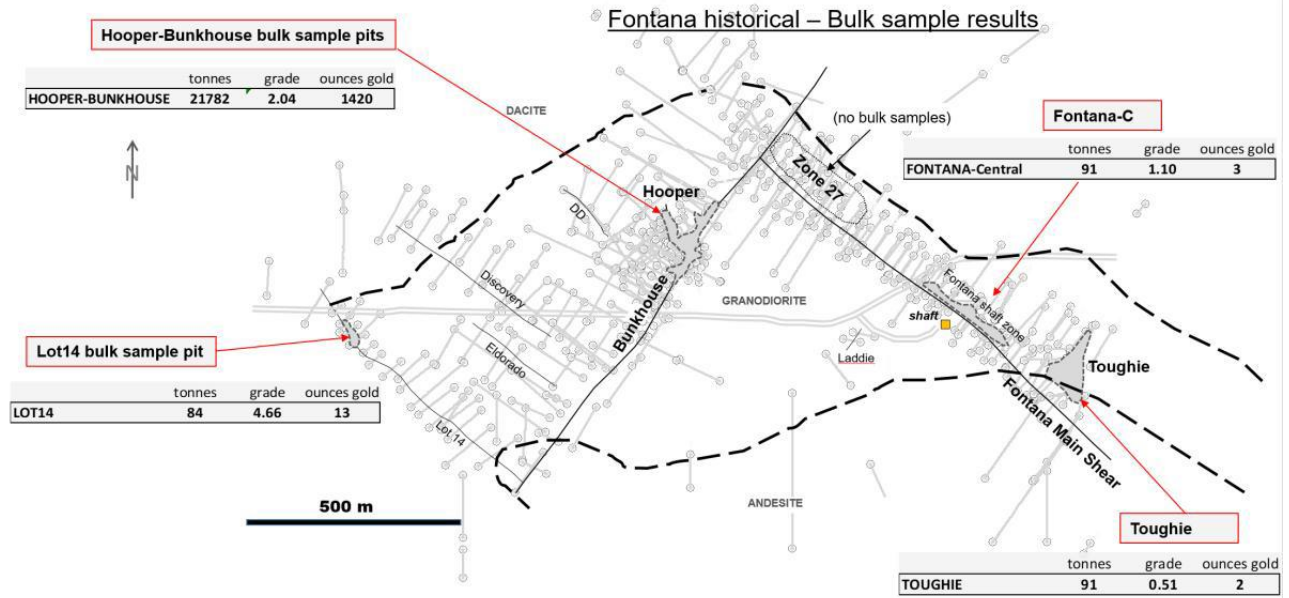 Fontana historical – Bulk sample results
Hooper-Bunkhouse bulk sample pits
tonnes grade ounces gold
HOOPER-BUNKHOUSE 21782 2.04 1420
N
DACITE
(no bulk samples)
Fontana-C
tonnes grade ounces gold
FONTANA-Central 91 1.10 3
Zone 27
Hooper
DD
Discovery
Bunkhouse
GRANODIORITE
Fontana shaft zone
shaft
Laddie
Eldorado
Toughie
Lot14 bulk sample pit
tonnes grade ounces gold
LOT14 84 4.66 13
Lot 14
Fontana Main Shear
500 m
ANDESITE
Toughie
tonnes grade ounces gold
TOUGHIE 91 0.51 2